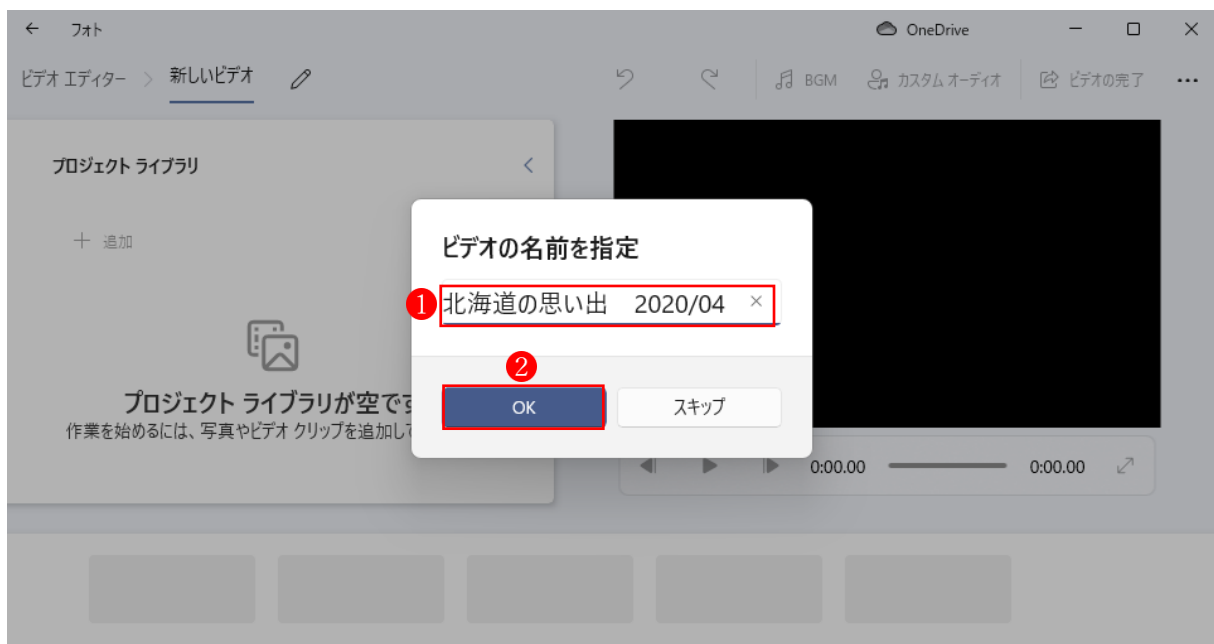 フォト
OneDrive
ビデオ エディター > 新しいビデオ
BGM
カスタム オーディオ
ビデオの完了
プロジェクト ライブラリ
追加
ビデオの名前を指定
1
北海道の思い出　2020/04
2
OK
スキップ
プロジェクト ライブラリが空で
作業を始めるには、写真やビデオ クリップを追加し
0:00.00
0:00.00